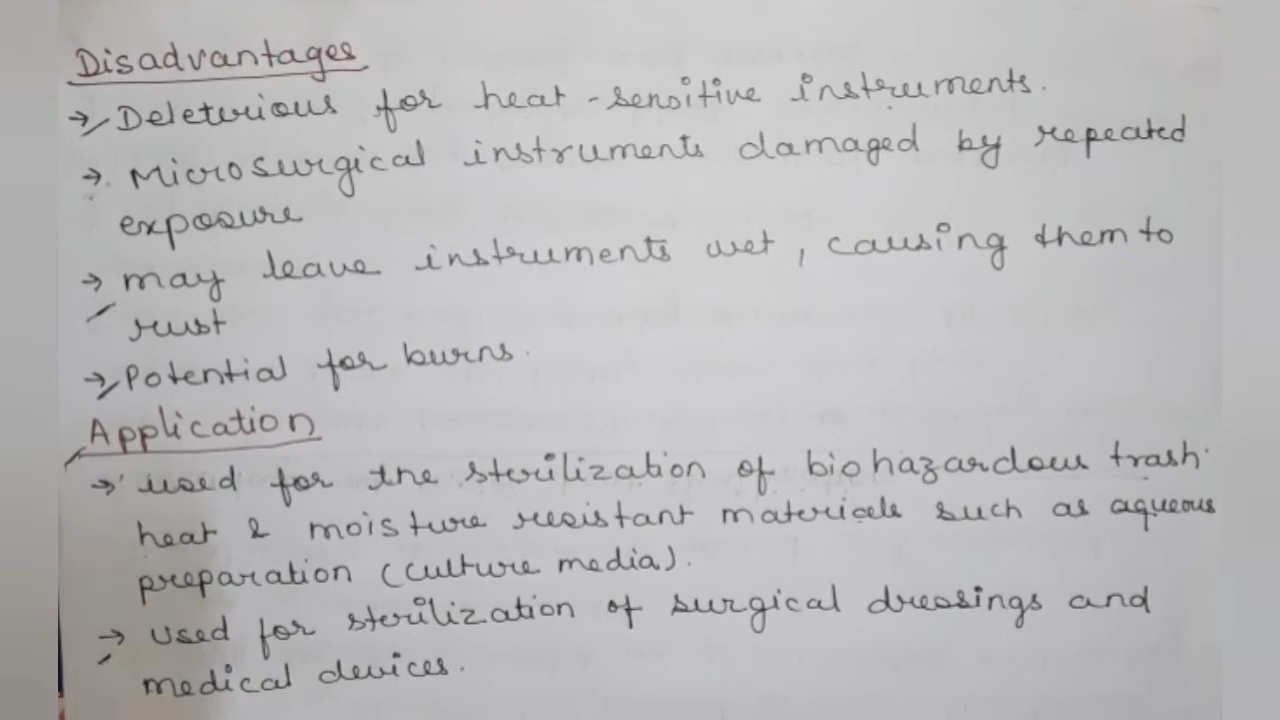 Disadvantages
→ Deleterious for heat-sensitive instruments.
→ Microsurgical instruments damaged by repeated
exposure
→ may leave instruments wet, causing them to
rust
→ Potential for burns.
Application
→ used for the sterilization of biohazardous trash
heat & moisture resistant materials such as aqueous
preparation (culture media).
→ used for sterilization of surgical dressings and
medical devices.